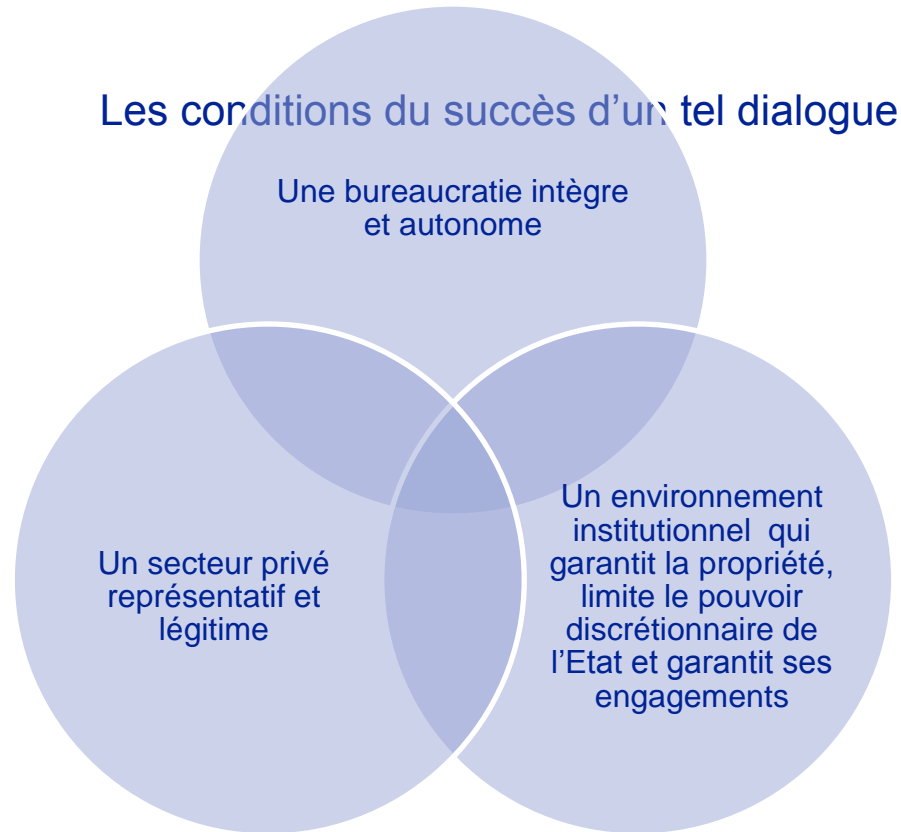 Les conditions du succès d'un tel dialogue
Une bureaucratie intègre
et autonome
Un secteur privé
représentatif et
légitime
Un environnement
institutionnel qui
garantit la propriété,
limite le pouvoir
discrétionnaire de
l'Etat et garantit ses
engagements